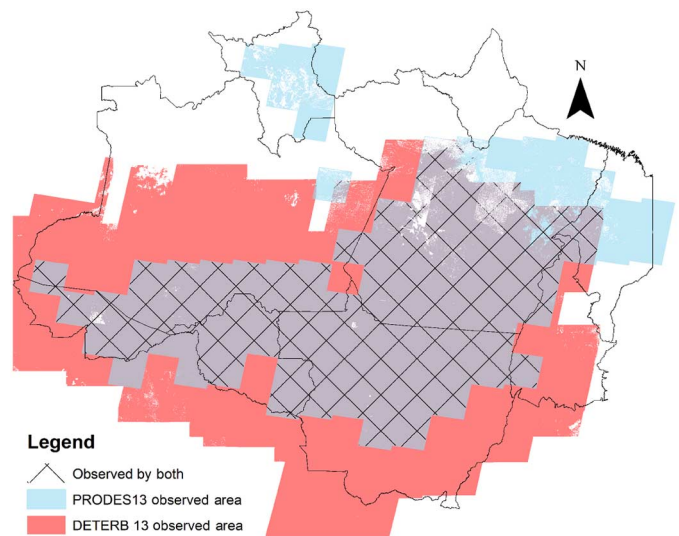 N
Legend
Observed by both
PRODES13 observed area
DETERB 13 observed area